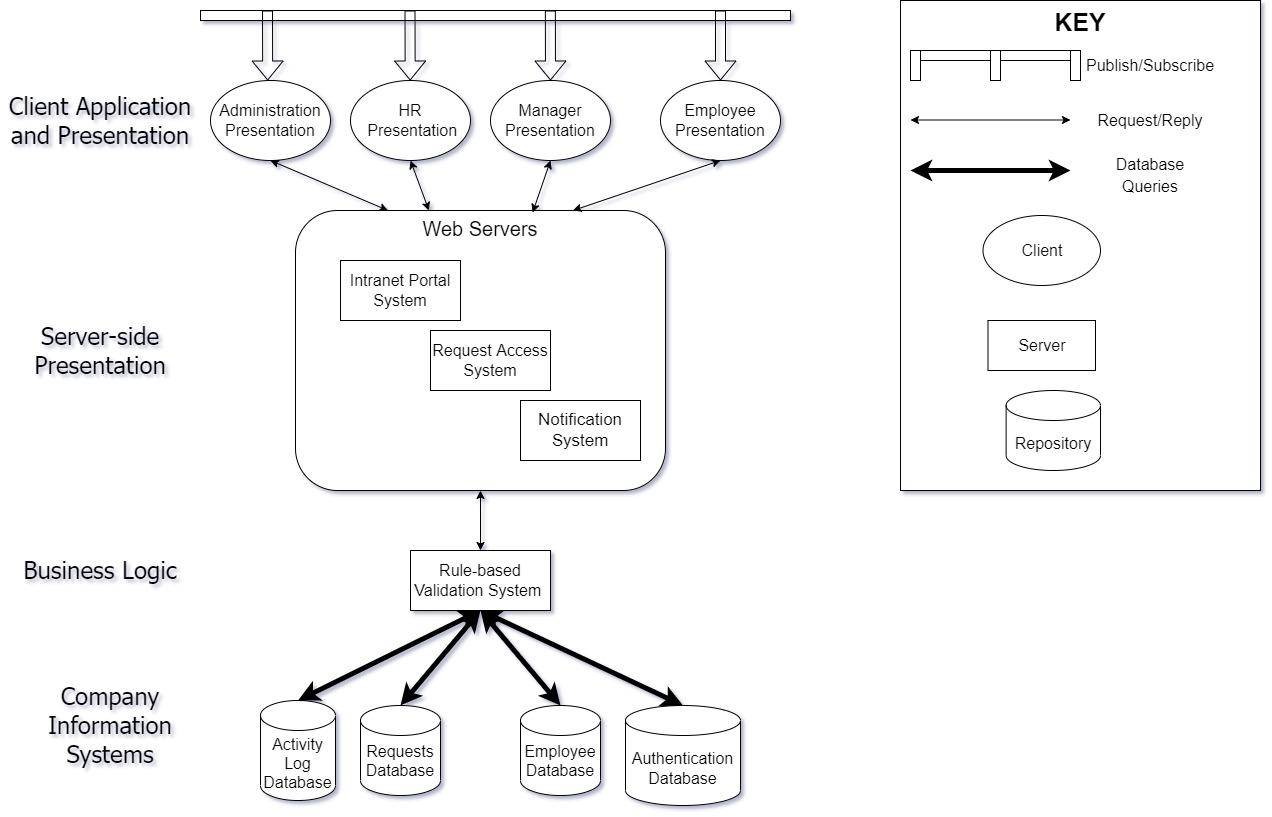 Client Application
and Presentation
Administration
Presentation
HR
Presentation
Manager
Presentation
Employee
Presentation
Web Servers
Intranet Portal
System
Request Access
System
Notification
System
Server-side
Presentation
Business Logic
Rule-based
Validation System
Company
Information
Systems
Activity
Log
Database
Requests
Database
Employee
Database
Authentication
Database
KEY
Publish/Subscribe
Request/Reply
Database
Queries
Client
Server
Repository